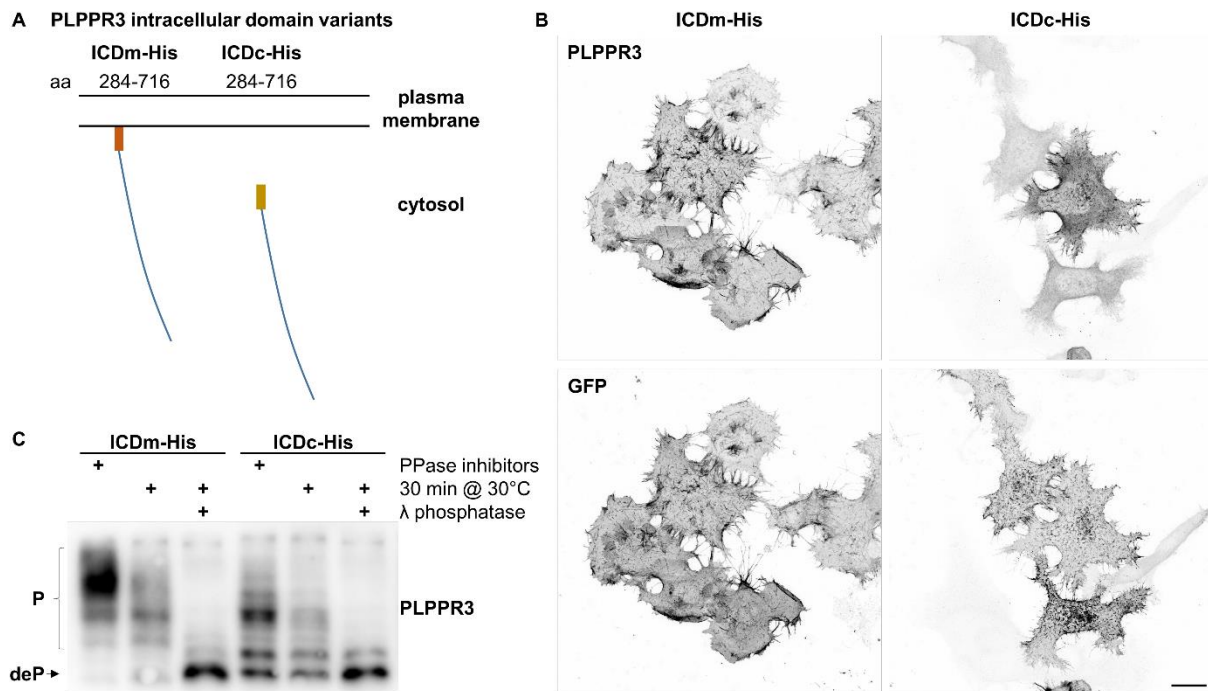 A PLPPR3 intracellular domain variants
ICDm-His ICDc-His
aa 284-716 284-716
plasma
membrane
cytosol
B ICDm-His ICDc-His
PLPPR3
GFP
C ICDm-His ICDc-His
+ + PPase inhibitors
+ + + + 30 min @ 30°C
+ + λ phosphatase
P
PLPPR3
deP